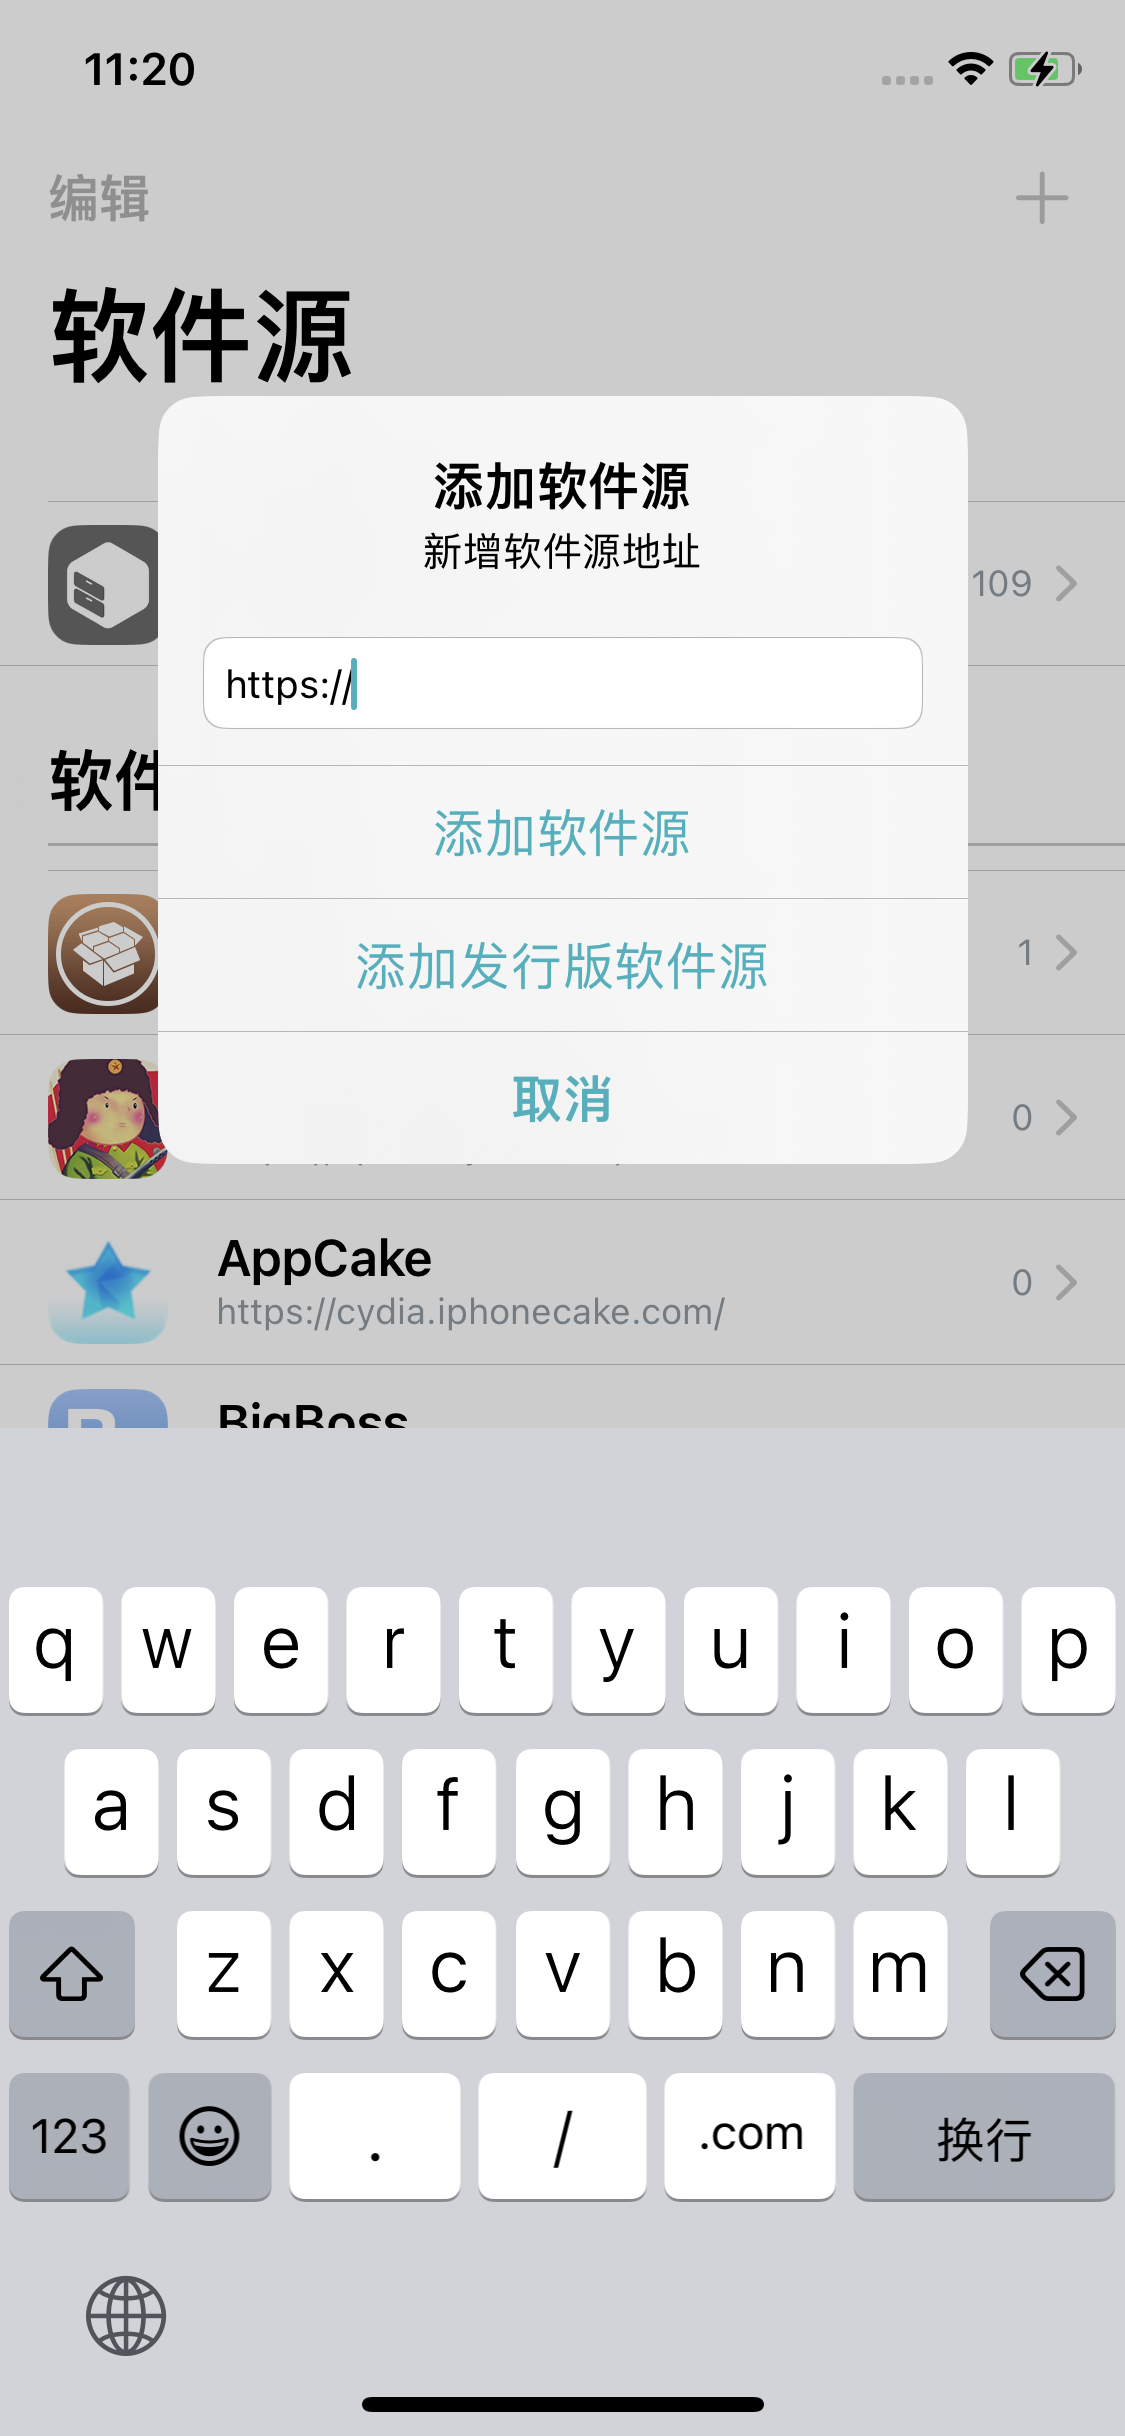 11:20
编辑
软件源
添加软件源
新增软件源地址
109
https://
软件
添加软件源
添加发行版软件源
1
取消
0
AppCake
https://cydia.iphonecake.com/
0
BigBoss
q w e r t y u i o p
a s d f g h j k l
z x c v b n m
123 . / .com 换行